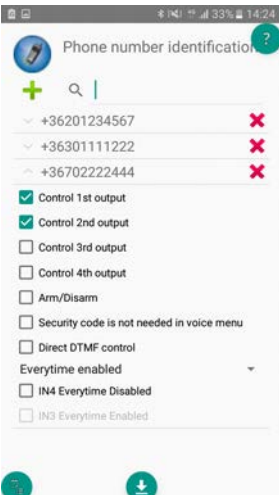 33% 14:24
Phone number identification
?
+36201234567
+36301111222
+36702222444
Control 1st output
Control 2nd output
Control 3rd output
Control 4th output
Arm/Disarm
Security code is not needed in voice menu
Direct DTMF control
Everytime enabled
IN4 Everytime Disabled
IN3 Everytime Enabled